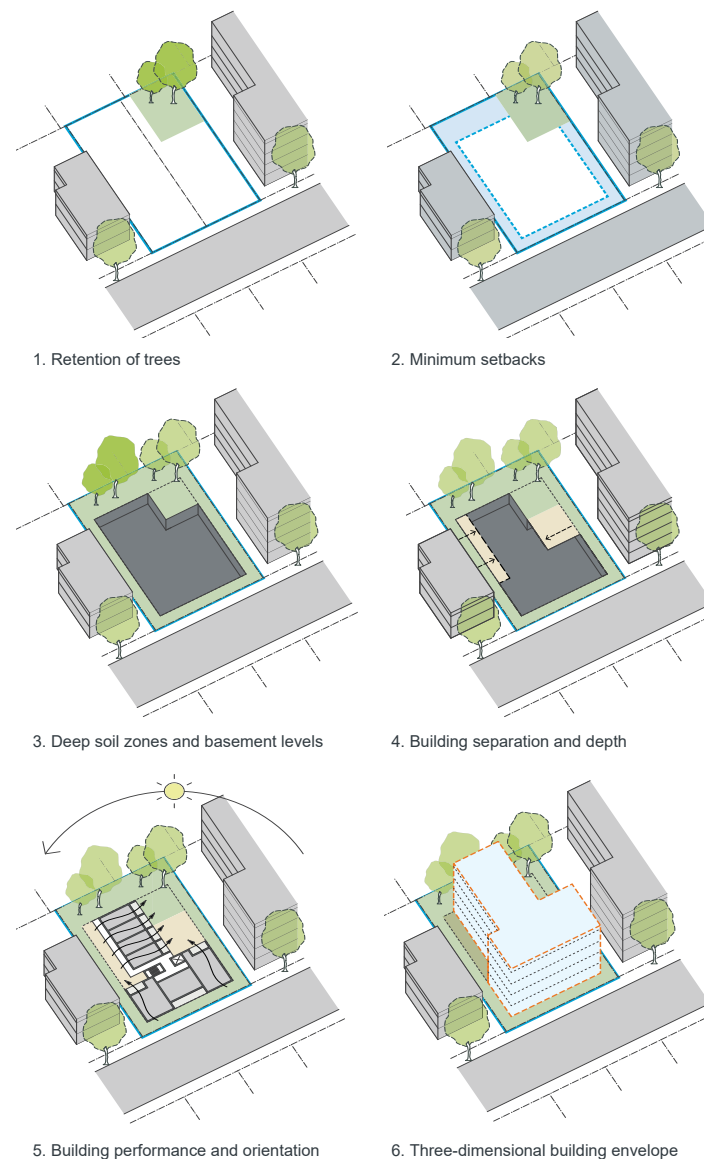 1. Retention of trees
2. Minimum setbacks
3. Deep soil zones and basement levels
4. Building separation and depth
5. Building performance and orientation
6. Three-dimensional building envelope